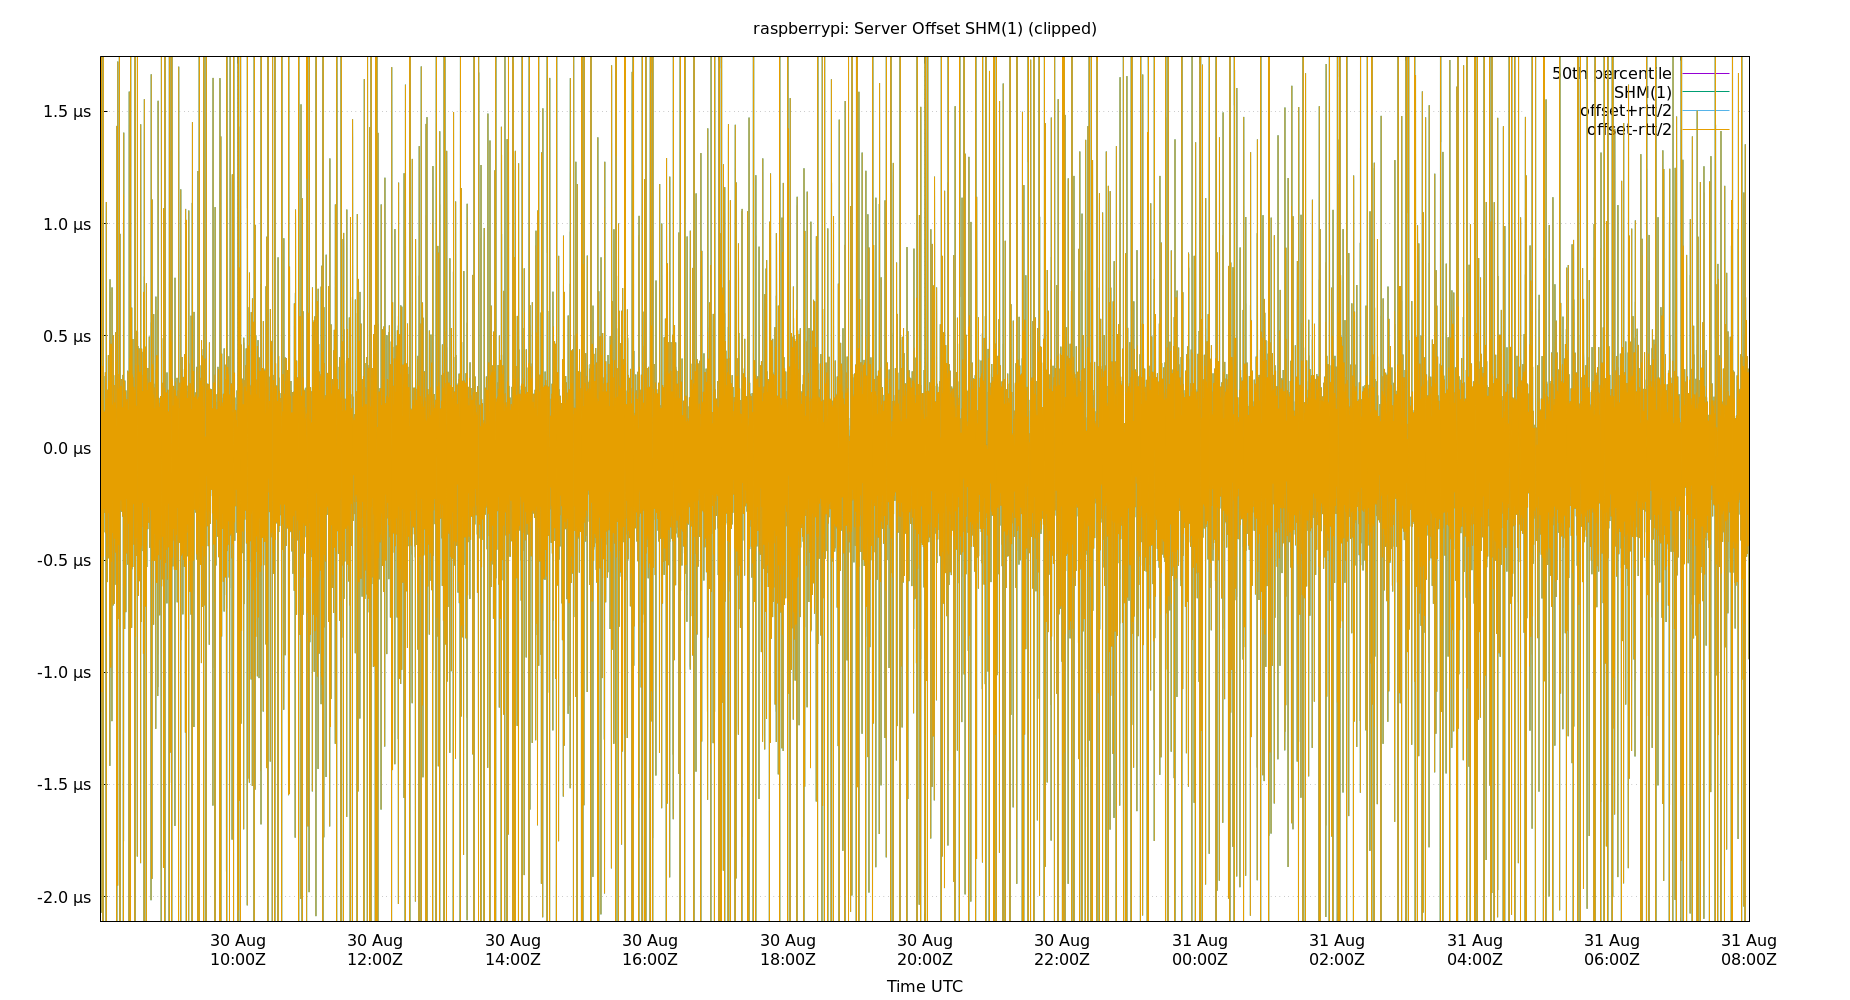 raspberrypi: Server Offset SHM(1) (clipped)
50th percentile
SHM(1)
offset+rtt/2
offset-rtt/2
1.5 µs
1.0 µs
0.5 µs
0.0 µs
-0.5 µs
-1.0 µs
-1.5 µs
-2.0 µs
30 Aug 30 Aug 30 Aug 30 Aug 30 Aug 30 Aug 30 Aug 31 Aug 31 Aug 31 Aug 31 Aug 31 Aug
10:00Z 12:00Z 14:00Z 16:00Z 18:00Z 20:00Z 22:00Z 00:00Z 02:00Z 04:00Z 06:00Z 08:00Z
Time UTC